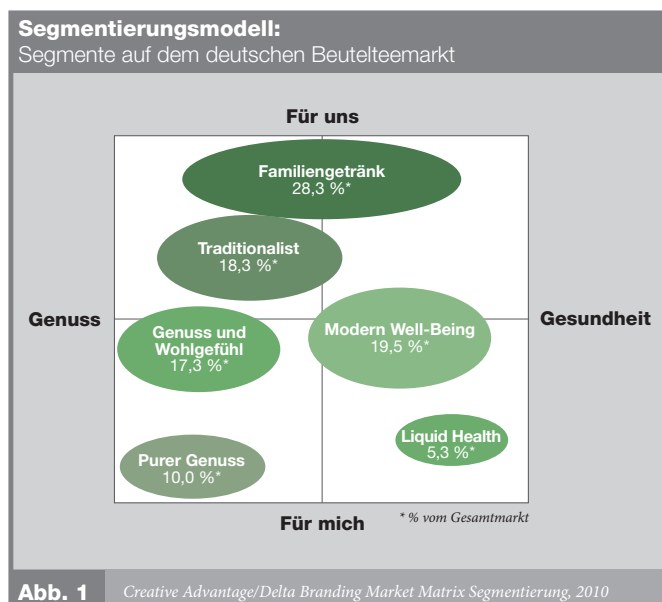 Segmentierungsmodell:
Segmente auf dem deutschen Beutelteemarkt
Für uns
Familiengetränk
28,3 %*
Traditionalist
18,3 %*
Genuss
Gesundheit
Genuss und
Wohlgefühl
17,3 %*
Modern Well-Being
19,5 %*
Liquid Health
5,3 %*
Purer Genuss
10,0 %*
Für mich
* % vom Gesamtmarkt
Abb. 1
Creative Advantage/Delta Branding Market Matrix Segmentierung, 2010